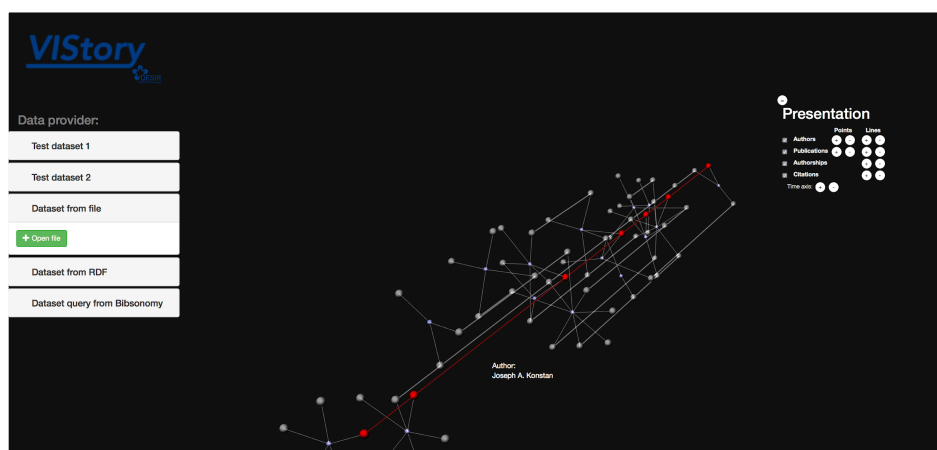 VIStory
DESIR
Data provider:
Test dataset 1
Test dataset 2
Dataset from file
+ Open file
Dataset from RDF
Dataset query from Bibsonomy
Author:
Joseph A. Konstan
Presentation
Points Lines
Authors + - + -
Publications + - + -
Authorships + -
Citations + -
Time axis: + -